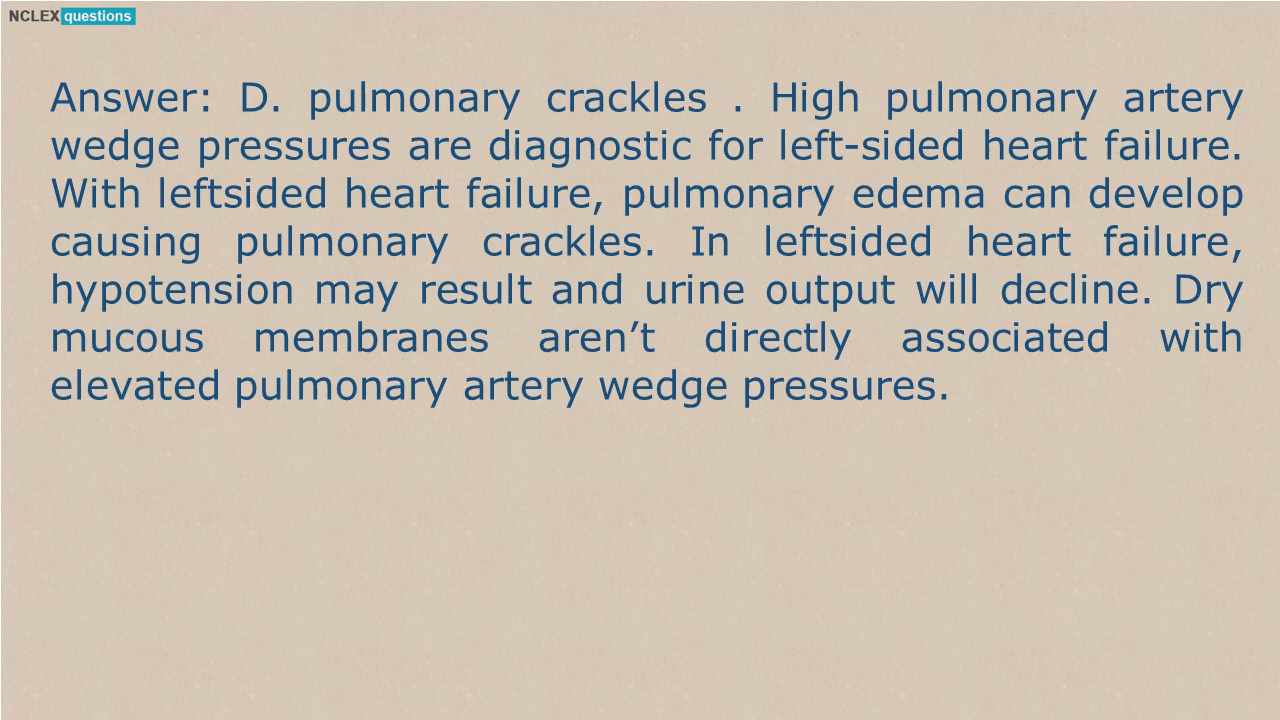 NCLEX questions
Answer: D. pulmonary crackles . High pulmonary artery
wedge pressures are diagnostic for left-sided heart failure.
With leftsided heart failure, pulmonary edema can develop
causing pulmonary crackles. In leftsided heart failure,
hypotension may result and urine output will decline. Dry
mucous membranes aren’t directly associated with
elevated pulmonary artery wedge pressures.